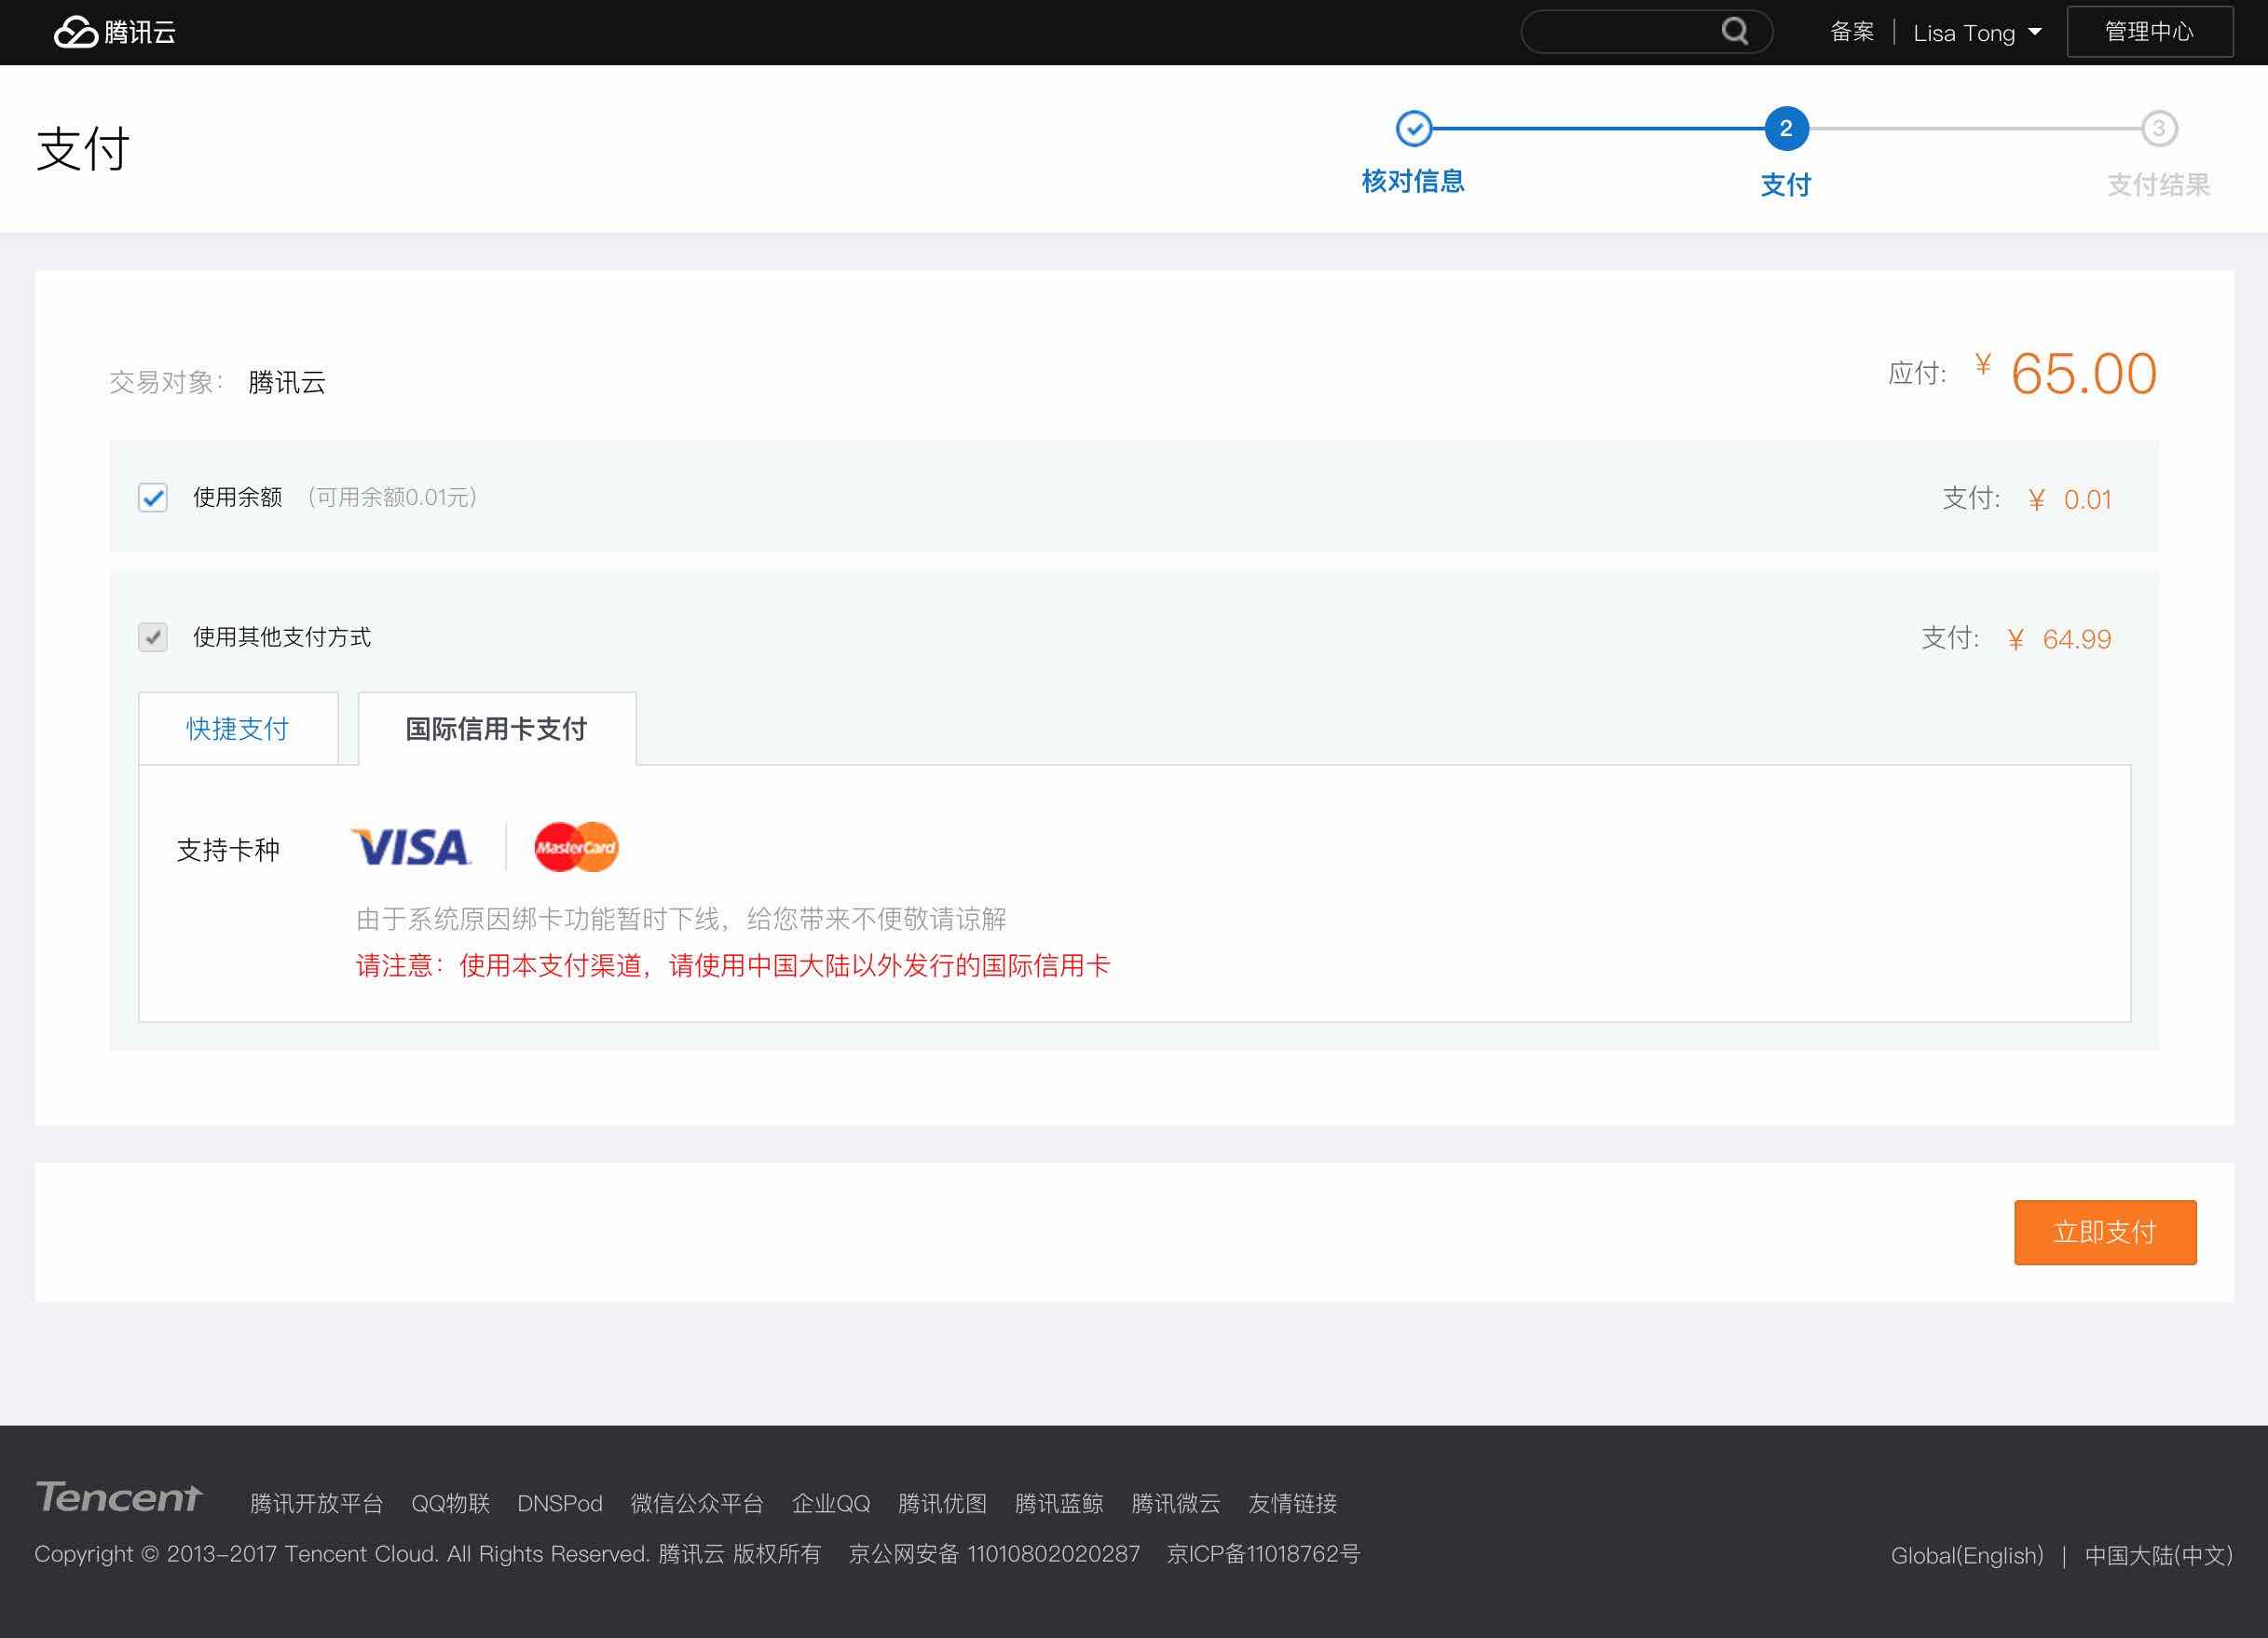 腾讯云
备案
Lisa Tong
管理中心
支付
2
3
核对信息
支付
支付结果
交易对象： 腾讯云
应付: ¥ 65.00
使用余额 (可用余额0.01元)
支付: ¥ 0.01
使用其他支付方式
支付: ¥ 64.99
快捷支付
国际信用卡支付
支持卡种
VISA
MasterCard
由于系统原因绑卡功能暂时下线，给您带来不便敬请谅解
请注意：使用本支付渠道，请使用中国大陆以外发行的国际信用卡
立即支付
Tencent
腾讯开放平台 QQ物联 DNSPod 微信公众平台 企业QQ 腾讯优图 腾讯蓝鲸 腾讯微云 友情链接
Copyright © 2013-2017 Tencent Cloud. All Rights Reserved. 腾讯云 版权所有 京公网安备 11010802020287 京ICP备11018762号
Global(English) | 中国大陆(中文)